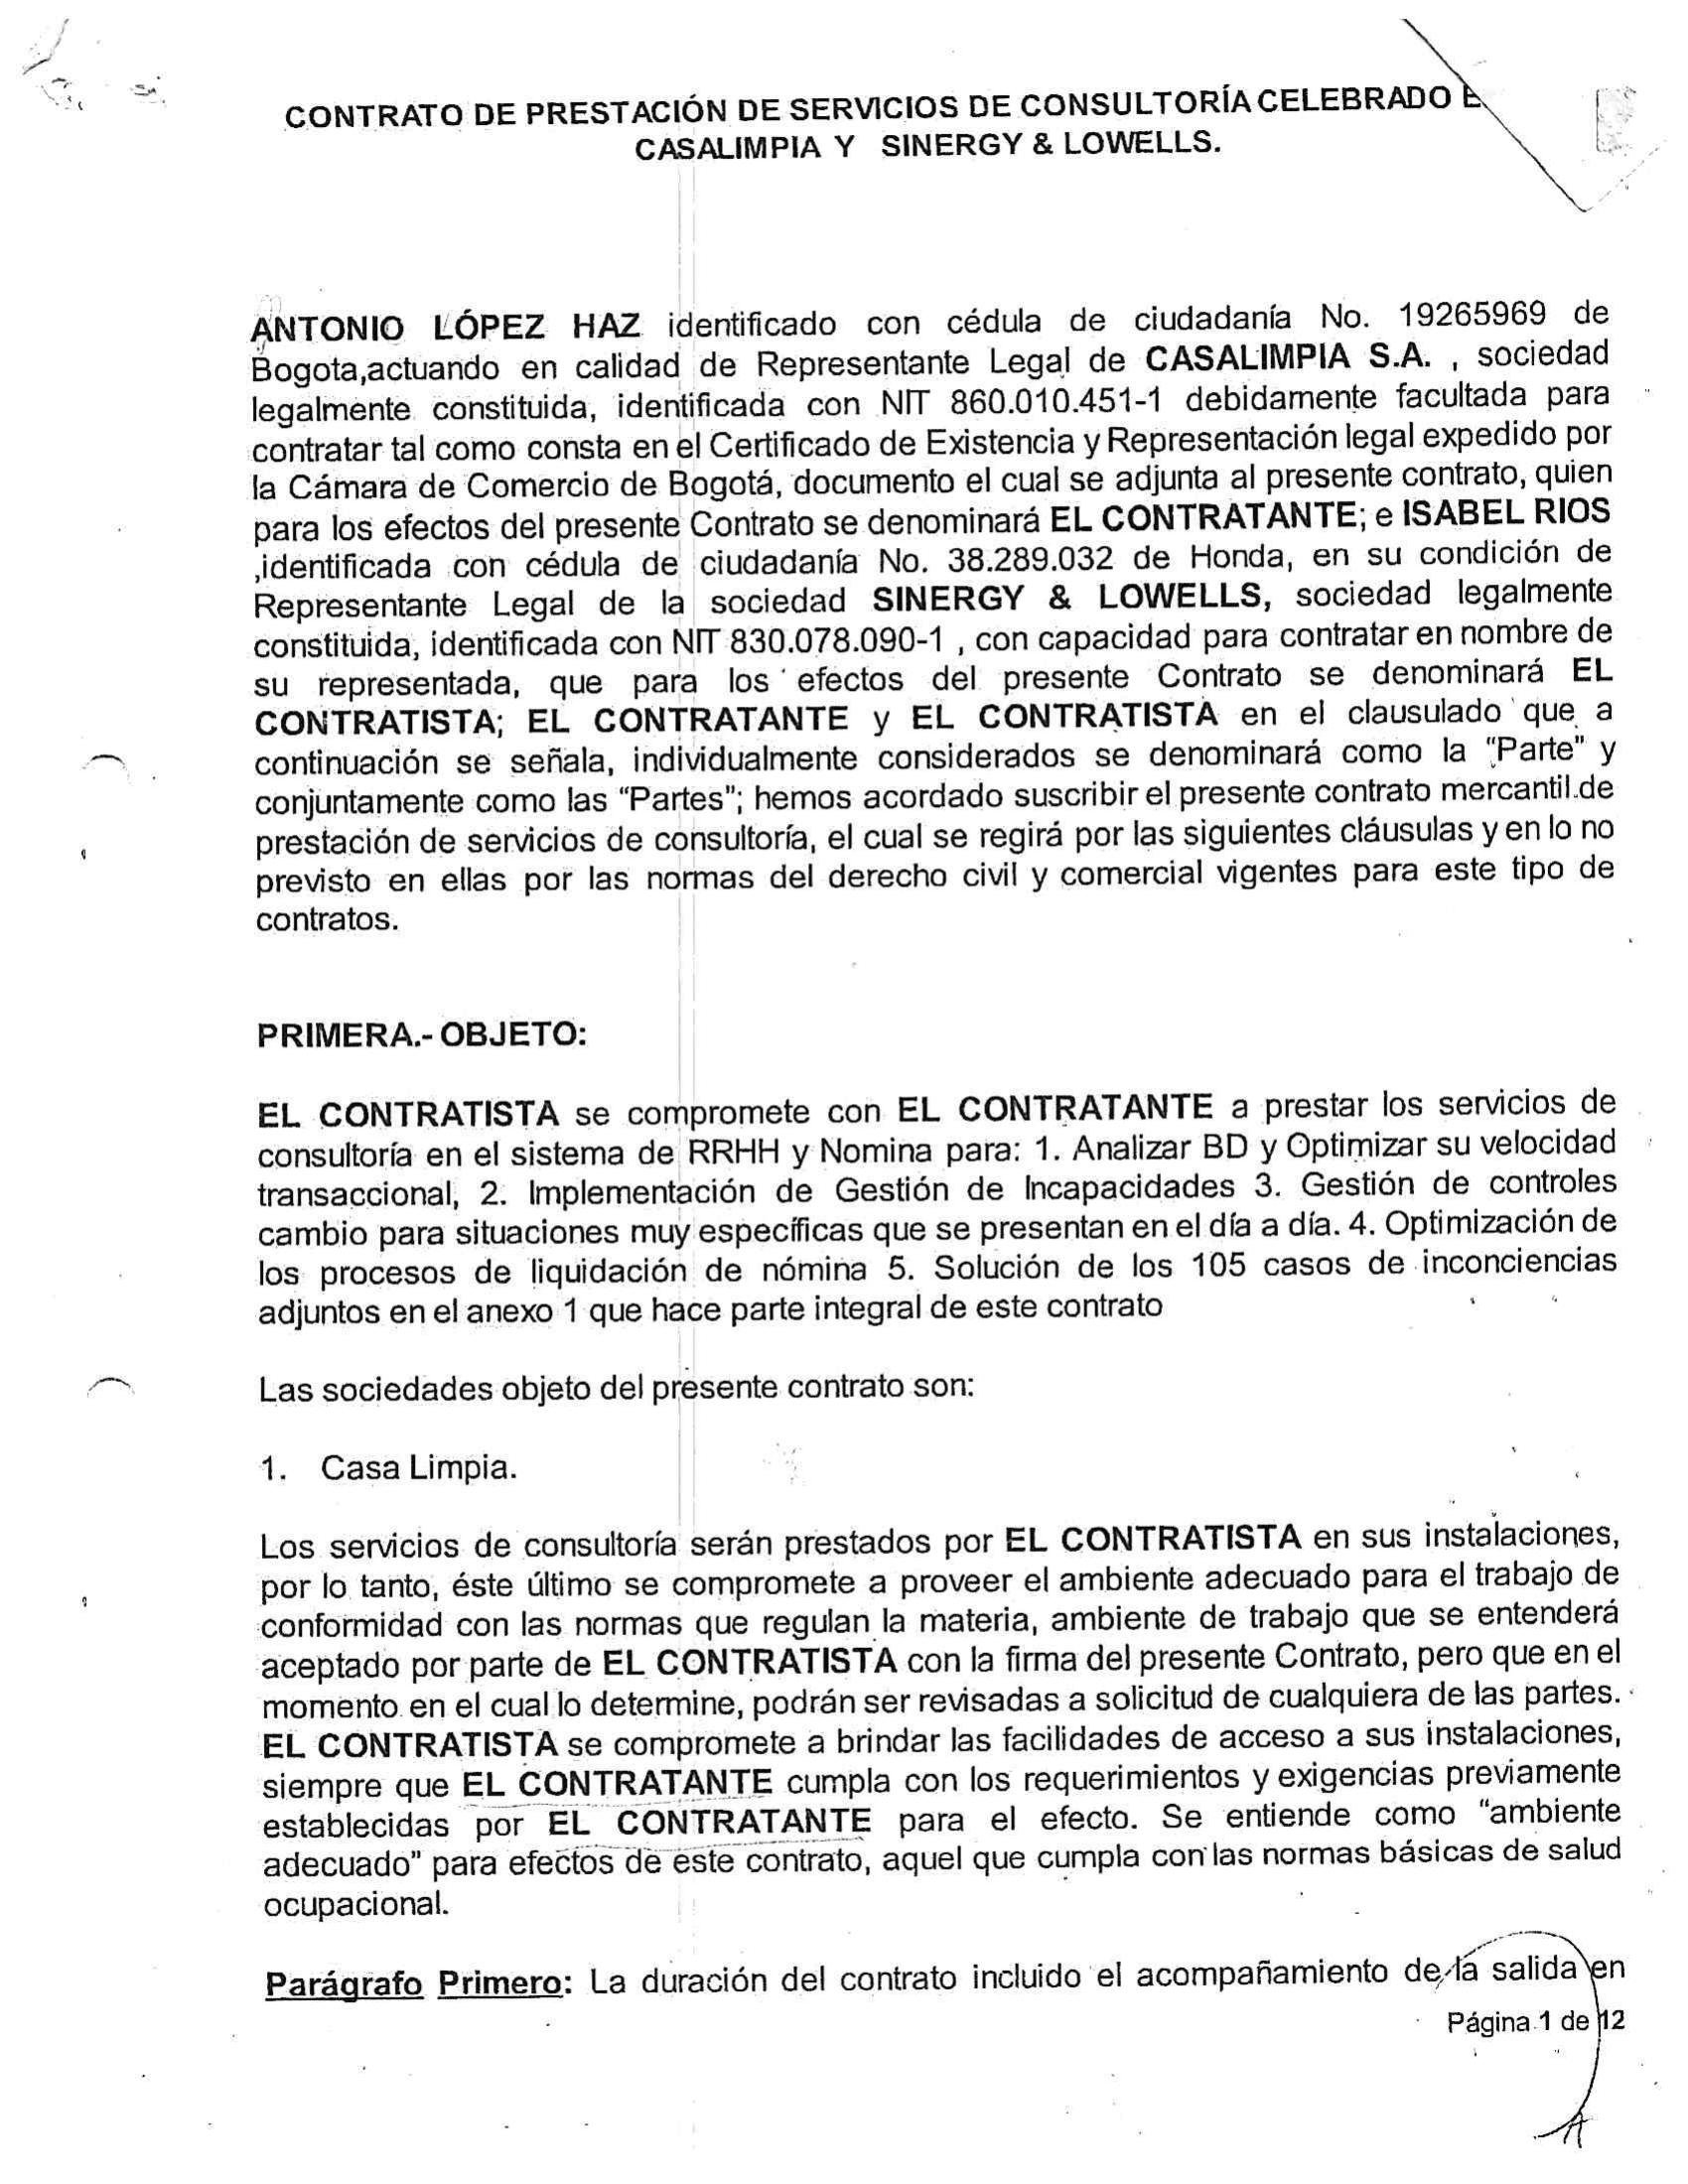 CONTRATO DE PRESTACIÓN DE SERVICIOS DE CONSULTORÍA CELEBRADO E
CASALIMPIA Y SINERGY & LOWELLS.
ANTONIO LÓPEZ HAZ identificado con cédula de ciudadanía No. 19265969 de
Bogota,actuando en calidad de Representante Legal de CASALIMPIA S.A. , sociedad
legalmente constituida, identificada con NIT 860.010.451-1 debidamente facultada para
contratar tal como consta en el Certificado de Existencia y Representación legal expedido por
la Cámara de Comercio de Bogotá, documento el cual se adjunta al presente contrato, quien
para los efectos del presente Contrato se denominará EL CONTRATANTE; e ISABEL RIOS
,identificada con cédula de ciudadanía No. 38.289.032 de Honda, en su condición de
Representante Legal de la sociedad SINERGY & LOWELLS, sociedad legalmente
constituida, identificada con NIT 830.078.090-1 , con capacidad para contratar en nombre de
su representada, que para los efectos del presente Contrato se denominará EL
CONTRATISTA; EL CONTRATANTE y EL CONTRATISTA en el clausulado que a
continuación se señala, individualmente considerados se denominará como la “Parte” y
conjuntamente como las “Partes”; hemos acordado suscribir el presente contrato mercantil de
prestación de servicios de consultoría, el cual se regirá por las siguientes cláusulas y en lo no
previsto en ellas por las normas del derecho civil y comercial vigentes para este tipo de
contratos.
PRIMERA.- OBJETO:
EL CONTRATISTA se compromete con EL CONTRATANTE a prestar los servicios de
consultoría en el sistema de RRHH y Nomina para: 1. Analizar BD y Optimizar su velocidad
transaccional, 2. Implementación de Gestión de Incapacidades 3. Gestión de controles
cambio para situaciones muy específicas que se presentan en el día a día. 4. Optimización de
los procesos de liquidación de nómina 5. Solución de los 105 casos de inconciencias
adjuntos en el anexo 1 que hace parte integral de este contrato
Las sociedades objeto del presente contrato son:
1. Casa Limpia.
Los servicios de consultoría serán prestados por EL CONTRATISTA en sus instalaciones,
por lo tanto, éste último se compromete a proveer el ambiente adecuado para el trabajo de
conformidad con las normas que regulan la materia, ambiente de trabajo que se entenderá
aceptado por parte de EL CONTRATISTA con la firma del presente Contrato, pero que en el
momento en el cual lo determine, podrán ser revisadas a solicitud de cualquiera de las partes.
EL CONTRATISTA se compromete a brindar las facilidades de acceso a sus instalaciones,
siempre que EL CONTRATANTE cumpla con los requerimientos y exigencias previamente
establecidas por EL CONTRATANTE para el efecto. Se entiende como “ambiente
adecuado” para efectos de este contrato, aquel que cumpla con las normas básicas de salud
ocupacional.
Parágrafo Primero: La duración del contrato incluido el acompañamiento de la salida en
Página 1 de 12